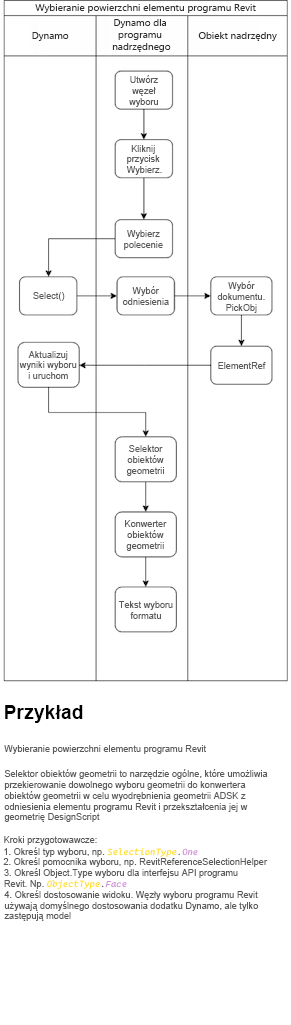 Wybieranie powierzchni elementu programu Revit
Dynamo
Dynamo dla
programu
nadrzędnego
Obiekt nadrzędny
Utwórz
węzeł
wyboru
Kliknij
przycisk
Wybierz.
Wybierz
polecenie
Select()
Wybór
odniesienia
Wybór
dokumentu.
PickObj
Aktualizuj
wyniki wyboru
i uruchom
ElementRef
Selektor
obiektów
geometrii
Konwerter
obiektów
geometrii
Tekst wyboru
formatu
Przykład
Wybieranie powierzchni elementu programu Revit
Selektor obiektów geometrii to narzędzie ogólne, które umożliwia
przekierowanie dowolnego wyboru geometrii do konwertera
obiektów geometrii w celu wyodrębnienia geometrii ADSK z
odniesienia elementu programu Revit i przekształcenia jej w
geometrię DesignScript
Kroki przygotowawcze:
1. Określ typ wyboru, np. SelectionType.One
2. Określ pomocnika wyboru, np. RevitReferenceSelectionHelper
3. Określ Object.Type wyboru dla interfejsu API programu
Revit. Np. ObjectType.Face
4. Określ dostosowanie widoku. Węzły wyboru programu Revit
używają domyślnego dostosowania dodatku Dynamo, ale tylko
zastępują model